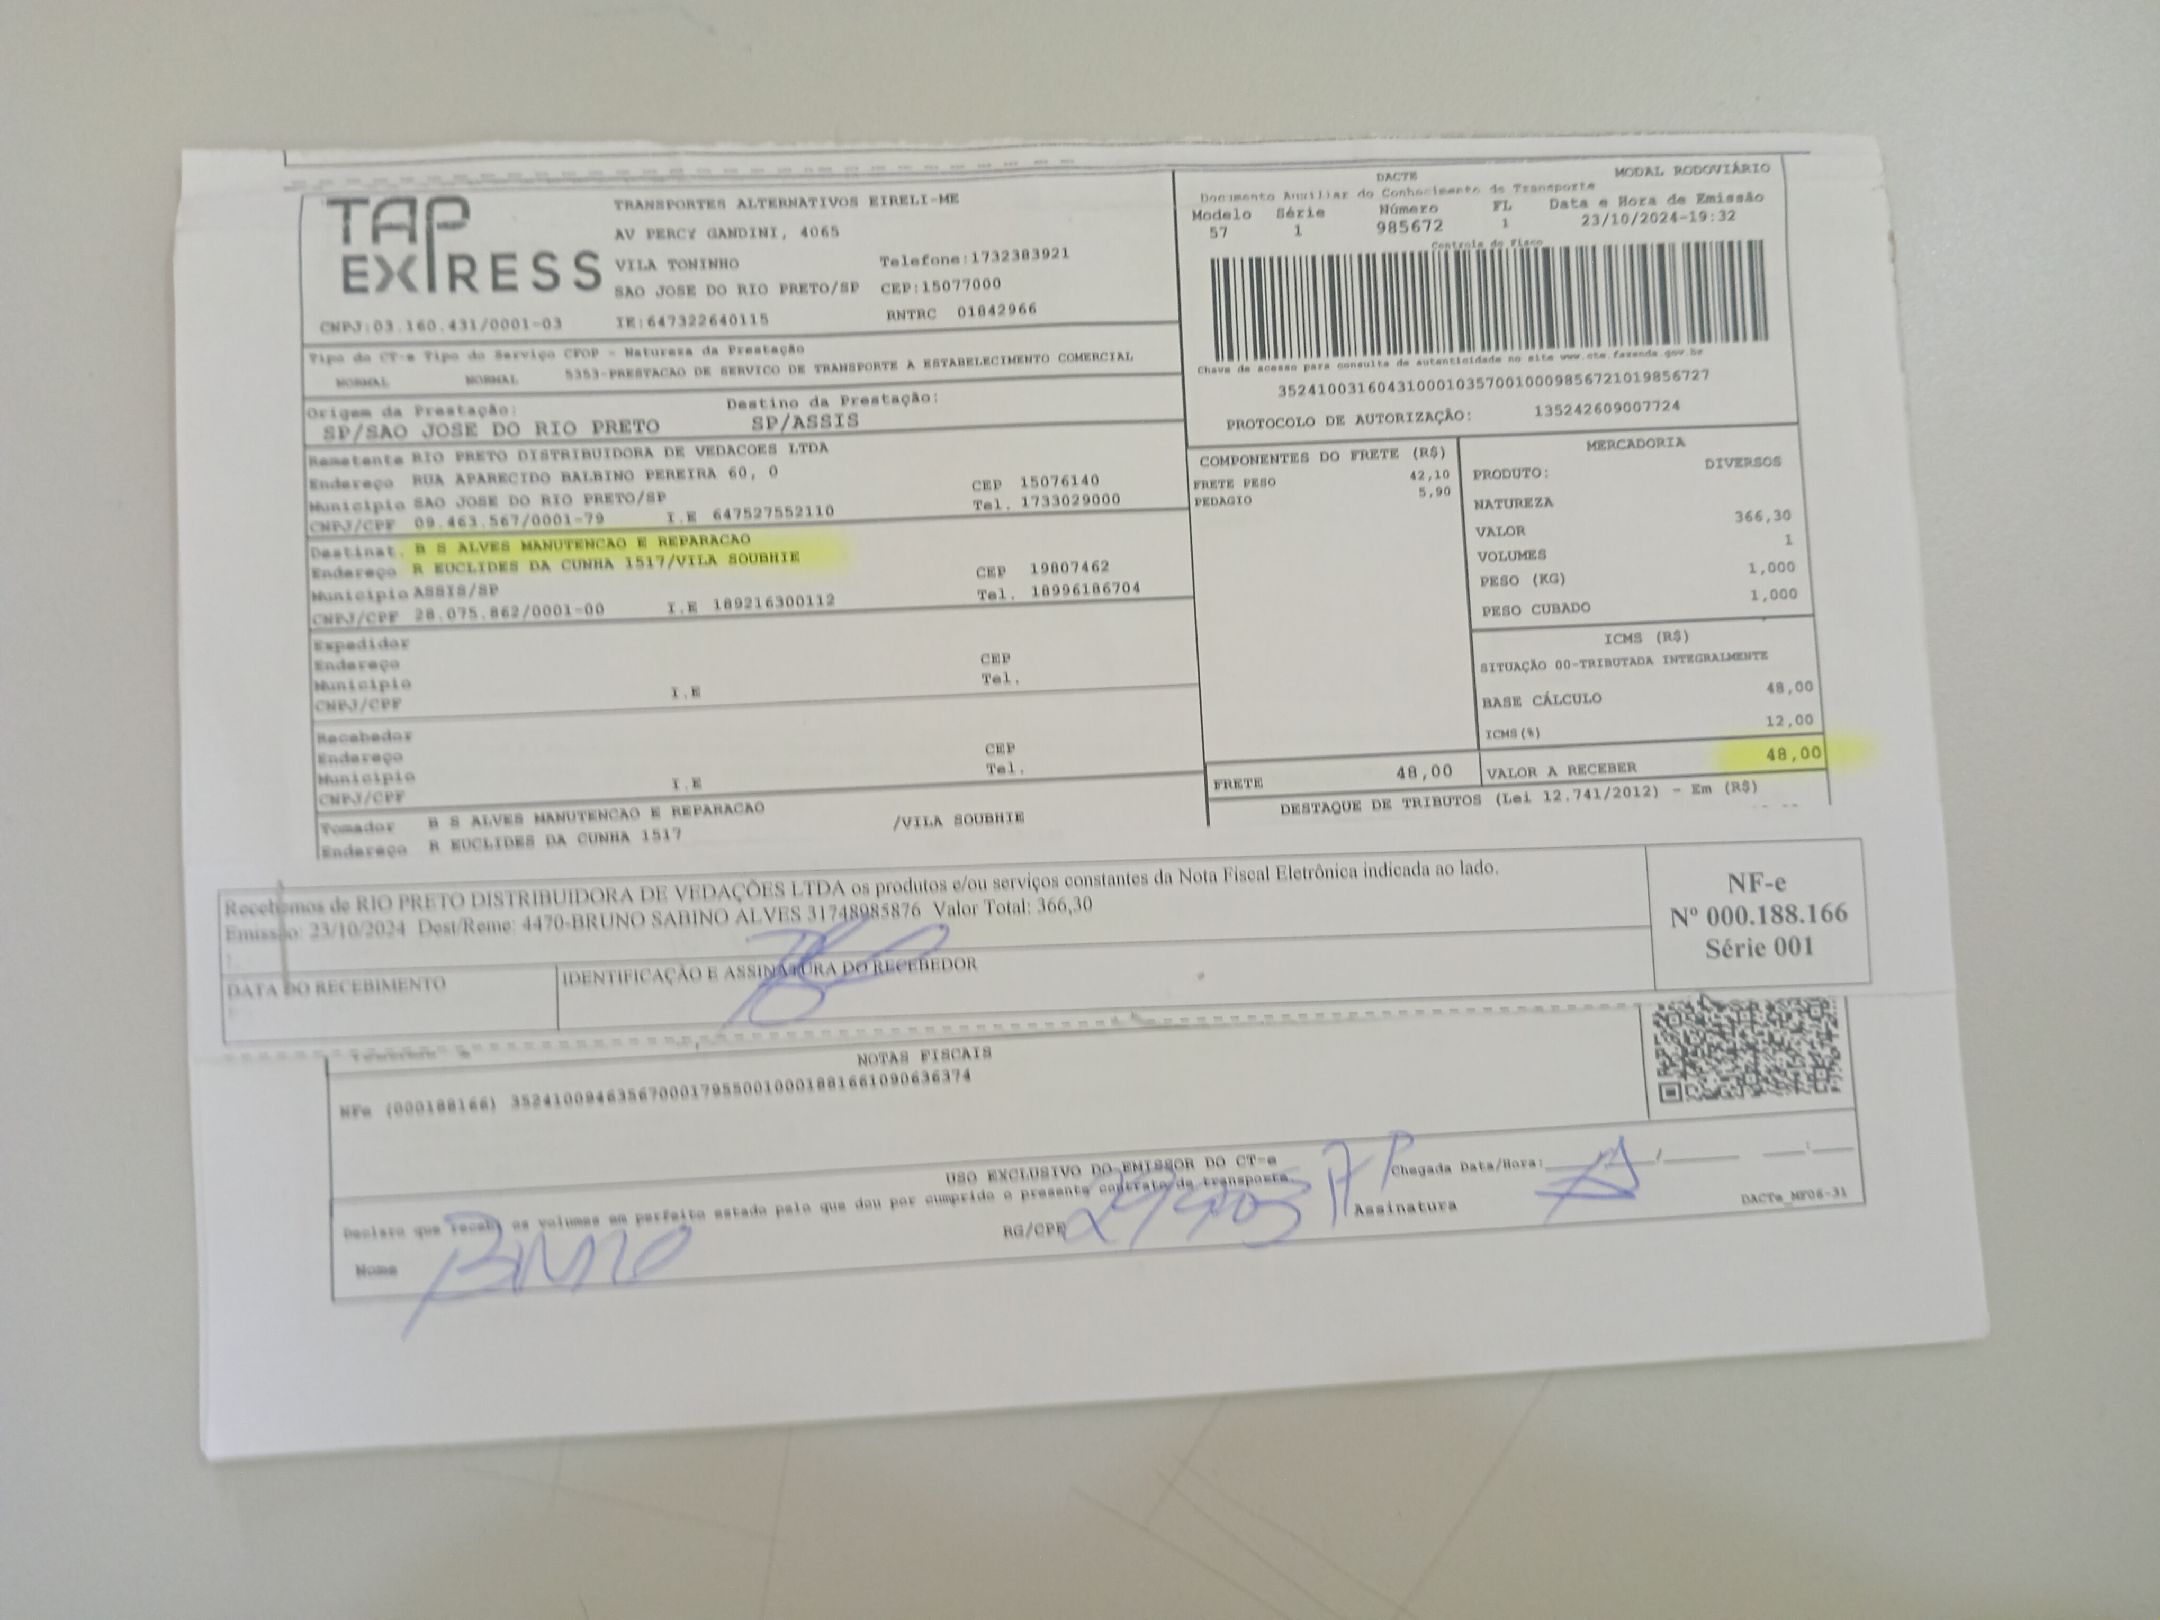 TAP EXPRESS
TRANSPORTES ALTERNATIVOS EIRELI-ME
AV PERCY GANDINI, 4065
VILA TONINHO Telefone:1732383921
SAO JOSE DO RIO PRETO/SP CEP:15077000
CNPJ:03.160.431/0001-03 IE:647322640115 RNTRC 01842966
DACTE MODAL RODOVIÁRIO
Documento Auxiliar do Conhecimento de Transporte
Modelo Série Número FL Data e Hora de Emissão
57 1 985672 1 23/10/2024-19:32
Controle do Fisco
Chave de acesso para consulta de autenticidade no site www.cte.fazenda.gov.br
35241003160431000103570010009856721019856727
PROTOCOLO DE AUTORIZAÇÃO: 135242609007724
Tipo do CT-e Tipo do Serviço CFOP - Natureza da Prestação
NORMAL NORMAL 5353-PRESTACAO DE SERVICO DE TRANSPORTE A ESTABELECIMENTO COMERCIAL
Origem da Prestação: Destino da Prestação:
SP/SAO JOSE DO RIO PRETO SP/ASSIS
Remetente RIO PRETO DISTRIBUIDORA DE VEDACOES LTDA
Endereço RUA APARECIDO BALBINO PEREIRA 60, 0 CEP 15076140
Município SAO JOSE DO RIO PRETO/SP Tel. 1733029000
CNPJ/CPF 09.463.567/0001-79 I.E 647527552110
Destinat. B S ALVES MANUTENCAO E REPARACAO
Endereço R EUCLIDES DA CUNHA 1517/VILA SOUBHIE CEP 19807462
Município ASSIS/SP Tel. 18996186704
CNPJ/CPF 28.075.862/0001-00 I.E 189216300112
Expedidor
Endereço CEP
Município Tel.
CNPJ/CPF I.E
Recebedor
Endereço CEP
Município Tel.
CNPJ/CPF I.E
Tomador B S ALVES MANUTENCAO E REPARACAO
Endereço R EUCLIDES DA CUNHA 1517 /VILA SOUBHIE
COMPONENTES DO FRETE (R$)
FRETE PESO 42,10
PEDAGIO 5,90
FRETE 48,00
MERCADORIA
PRODUTO: DIVERSOS
NATUREZA
VALOR 366,30
VOLUMES 1
PESO (KG) 1,000
PESO CUBADO 1,000
ICMS (R$)
SITUAÇÃO 00-TRIBUTADA INTEGRALMENTE
BASE CÁLCULO 48,00
ICMS(%) 12,00
VALOR A RECEBER 48,00
DESTAQUE DE TRIBUTOS (Lei 12.741/2012) - Em (R$)
Recebemos de RIO PRETO DISTRIBUIDORA DE VEDAÇÕES LTDA os produtos e/ou serviços constantes da Nota Fiscal Eletrônica indicada ao lado.
Emissão: 23/10/2024 Dest/Reme: 4470-BRUNO SABINO ALVES 31748985876 Valor Total: 366,30
DATA DO RECEBIMENTO IDENTIFICAÇÃO E ASSINATURA DO RECEBEDOR
NF-e
Nº 000.188.166
Série 001
NOTAS FISCAIS
NFe (000188166) 35241009463567000179550010001881661090636374
USO EXCLUSIVO DO EMISSOR DO CT-e
Declaro que recebi os volumes em perfeito estado pelo que dou por cumprido o presente contrato de transporte.
Chegada Data/Hora:
Nome Bruno RG/CPF Assinatura
DACTe_NF06-31